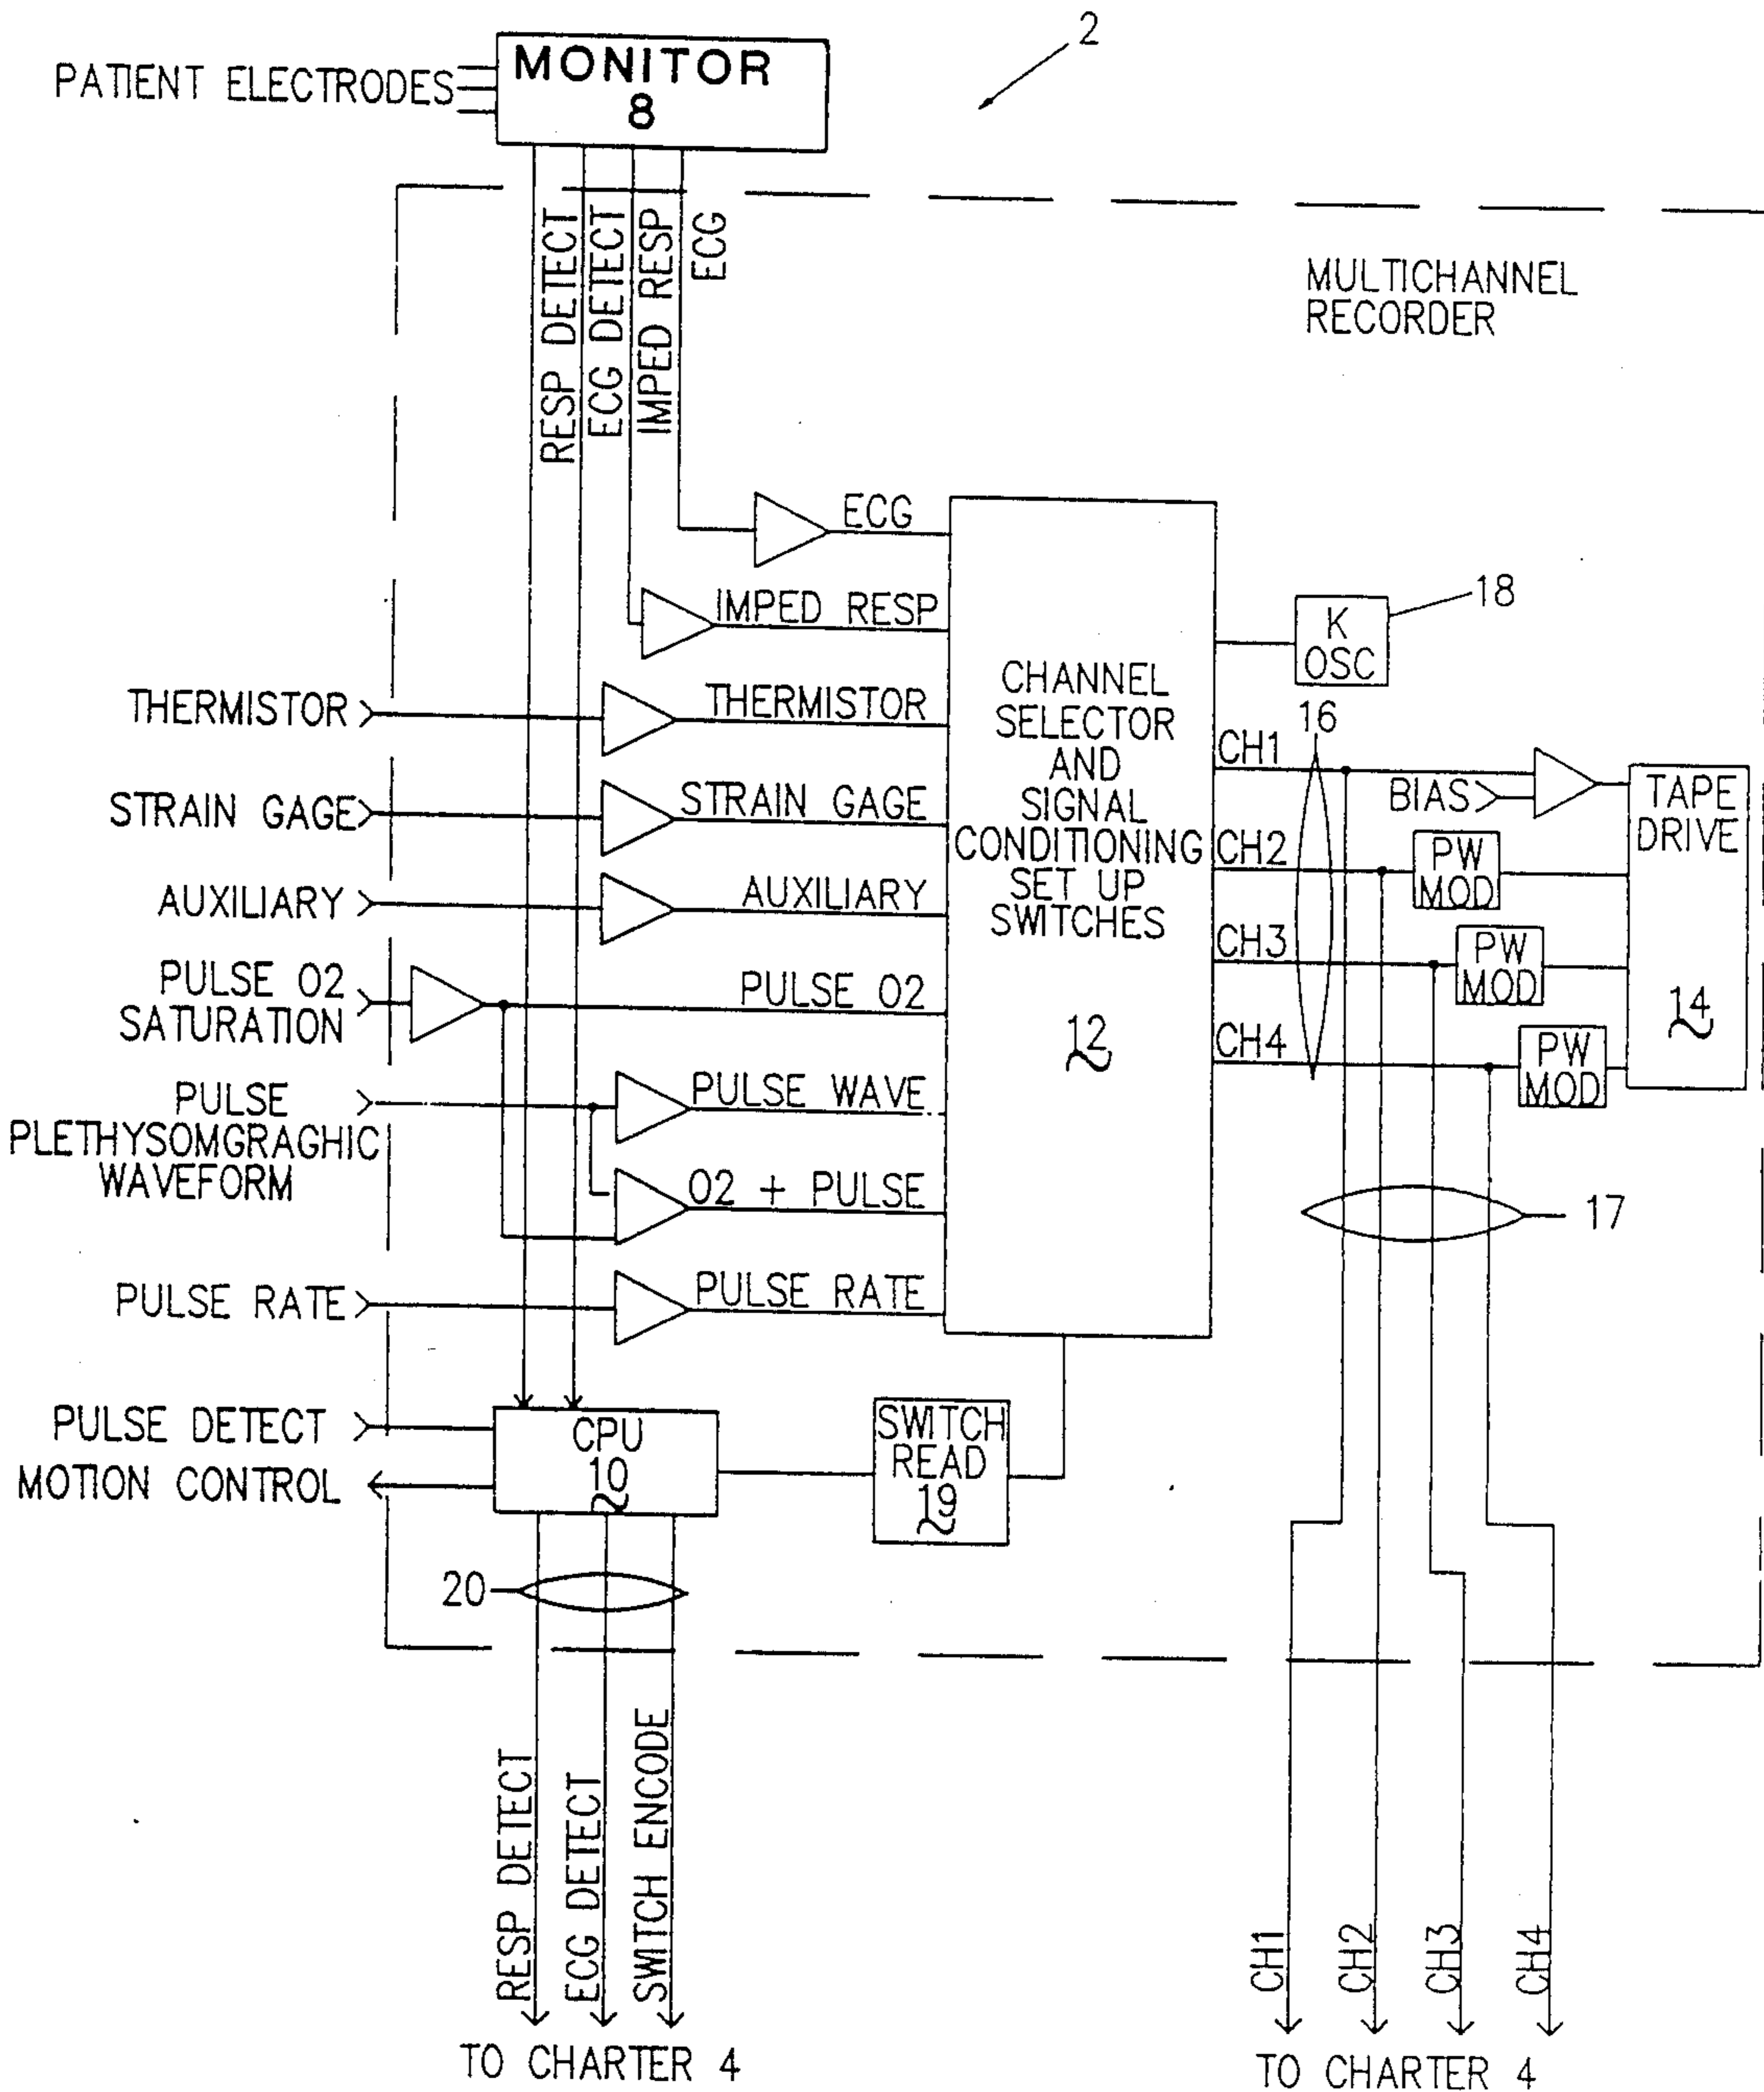 2
PATIENT ELECTRODES
MONITOR
8
RESP DETECT
ECG DETECT
IMPED RESP
ECG
MULTICHANNEL
RECORDER
ECG
IMPED RESP
THERMISTOR
THERMISTOR
STRAIN GAGE
STRAIN GAGE
AUXILIARY
AUXILIARY
PULSE O2
SATURATION
PULSE O2
PULSE
PLETHYSOMGRAGHIC
WAVEFORM
PULSE WAVE
O2 + PULSE
PULSE RATE
PULSE RATE
CHANNEL
SELECTOR
AND
SIGNAL
CONDITIONING
SET UP
SWITCHES
12
K
OSC
18
16
CH1
CH2
CH3
CH4
BIAS
PW
MOD
PW
MOD
PW
MOD
TAPE
DRIVE
14
17
PULSE DETECT
MOTION CONTROL
CPU
10
SWITCH
READ
19
20
RESP DETECT
ECG DETECT
SWITCH ENCODE
TO CHARTER 4
CH1
CH2
CH3
CH4
TO CHARTER 4